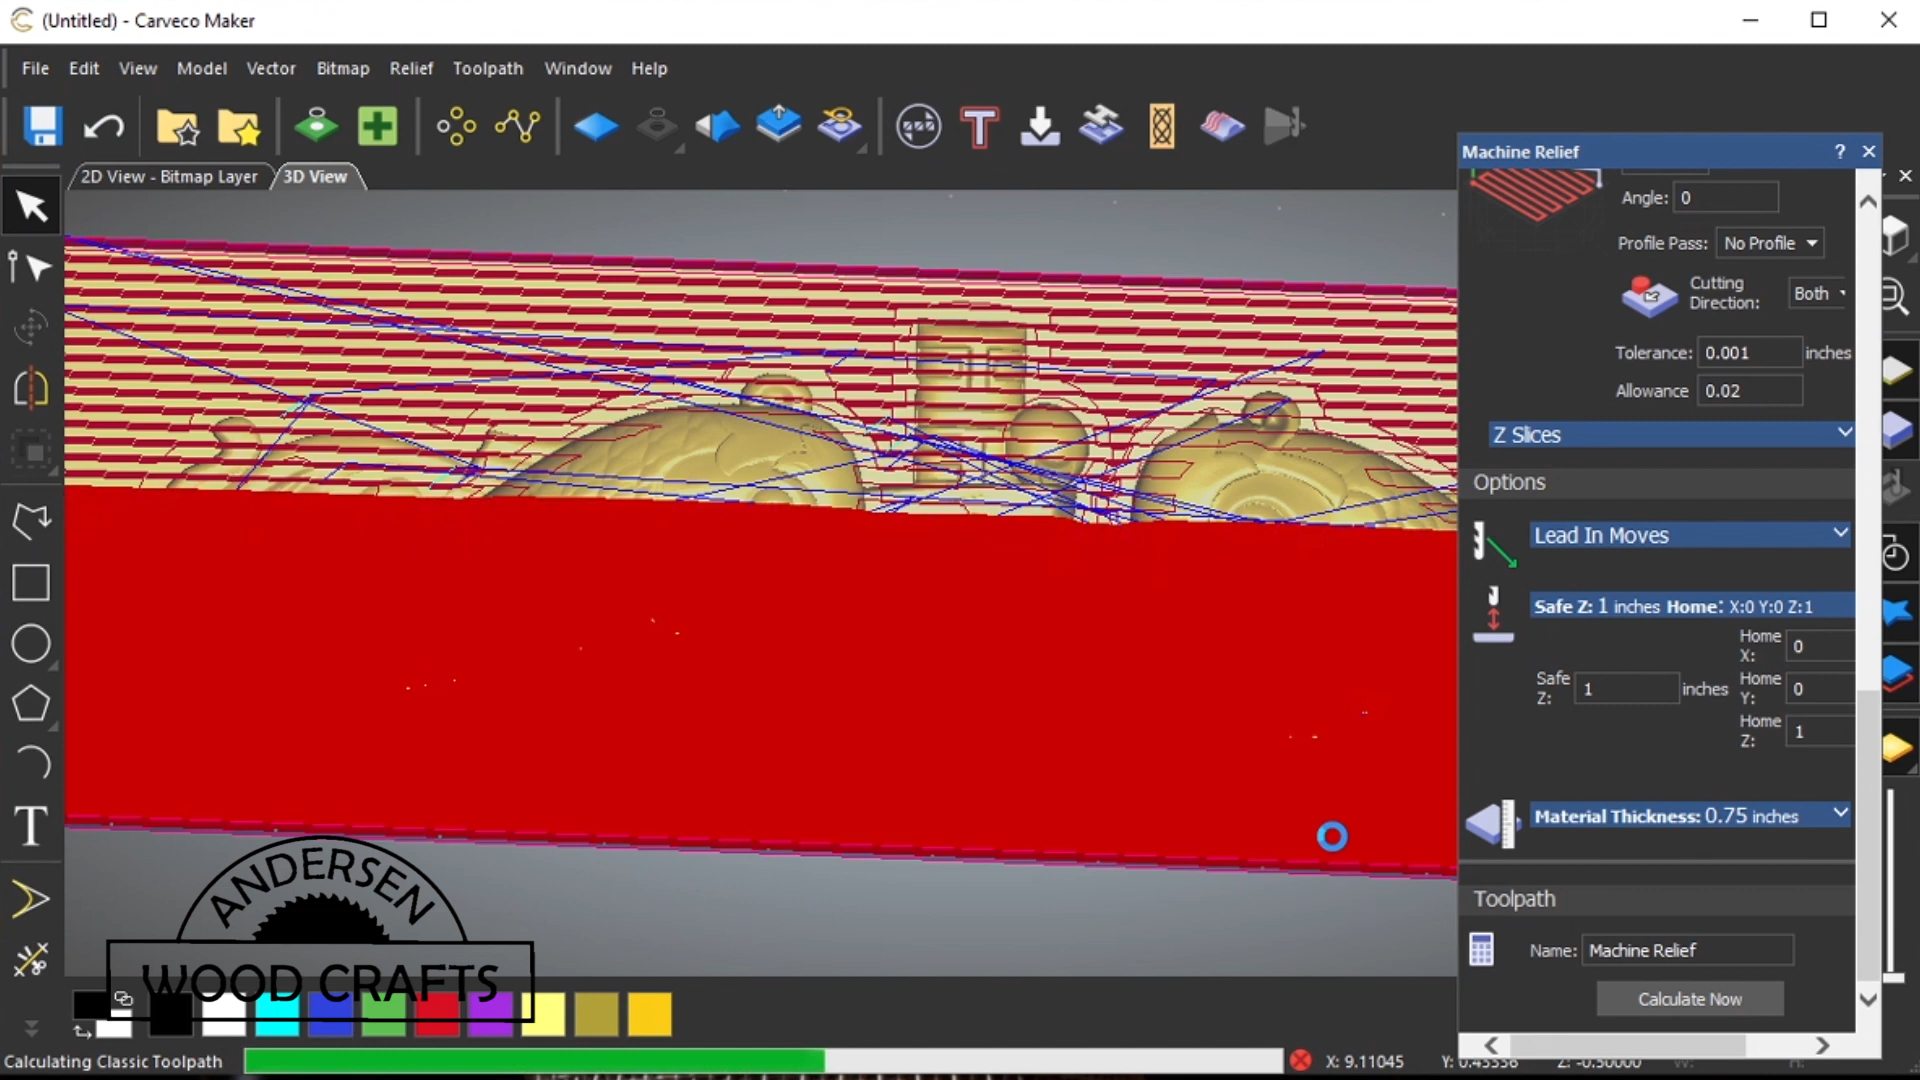 (Untitled) - Carveco Maker
File Edit View Model Vector Bitmap Relief Toolpath Window Help
2D View - Bitmap Layer 3D View
Machine Relief ?
Angle: 0
Profile Pass: No Profile
Cutting Direction: Both
Tolerance: 0.001 inches
Allowance 0.02
Z Slices
Options
Lead In Moves
Safe Z: 1 inches Home: X:0 Y:0 Z:1
Home X: 0
Safe Z: 1 inches Home Y: 0
Home Z: 1
Material Thickness: 0.75 inches
Toolpath
Name: Machine Relief
Calculate Now
T
ANDERSEN
WOOD CRAFTS
Calculating Classic Toolpath X: 9.11045 Y: 0.45556 Z: -0.50000